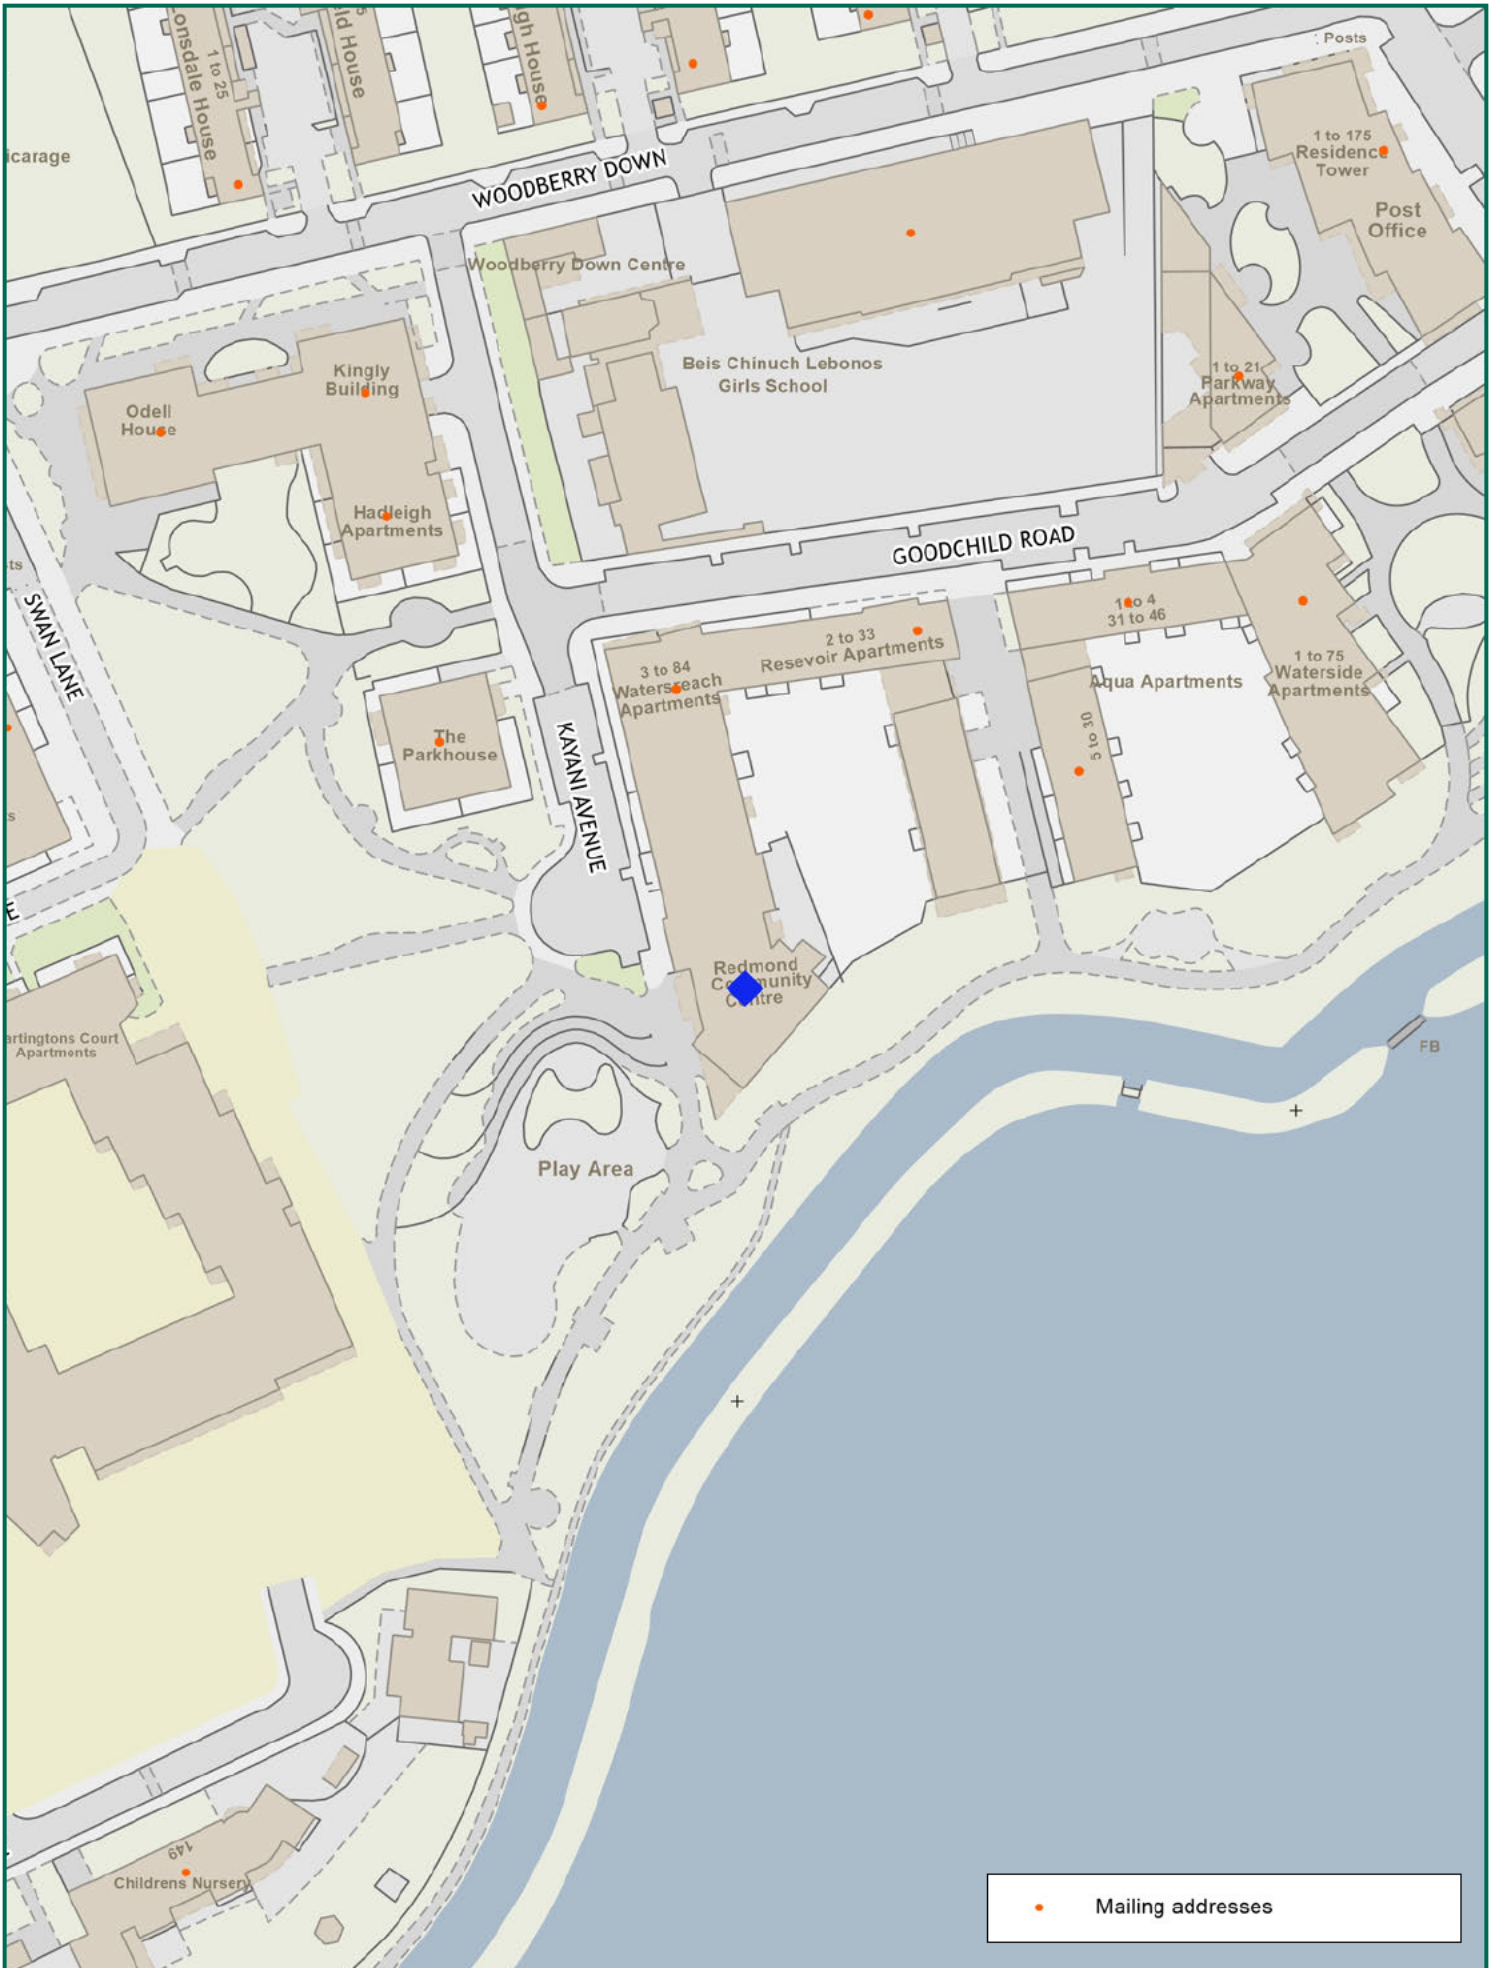 Posts
onsdale House
1 to 25
ld House
gh House
icarage
WOODBERRY DOWN
1 to 175
Residence
Tower
Post
Office
Woodberry Down Centre
Beis Chinuch Lebonos
Girls School
Kingly
Building
Odell
House
1 to 21
Parkway
Apartments
Hadleigh
Apartments
GOODCHILD ROAD
ts
SWAN LANE
1 to 4
31 to 46
2 to 33
Resevoir Apartments
3 to 84
Watersreach
Apartments
Aqua Apartments
1 to 75
Waterside
Apartments
5 to 30
The
Parkhouse
KAYANI AVENUE
s
E
Redmond
Community
Centre
artingtons Court
Apartments
FB
Play Area
149
Childrens Nursery
Mailing addresses